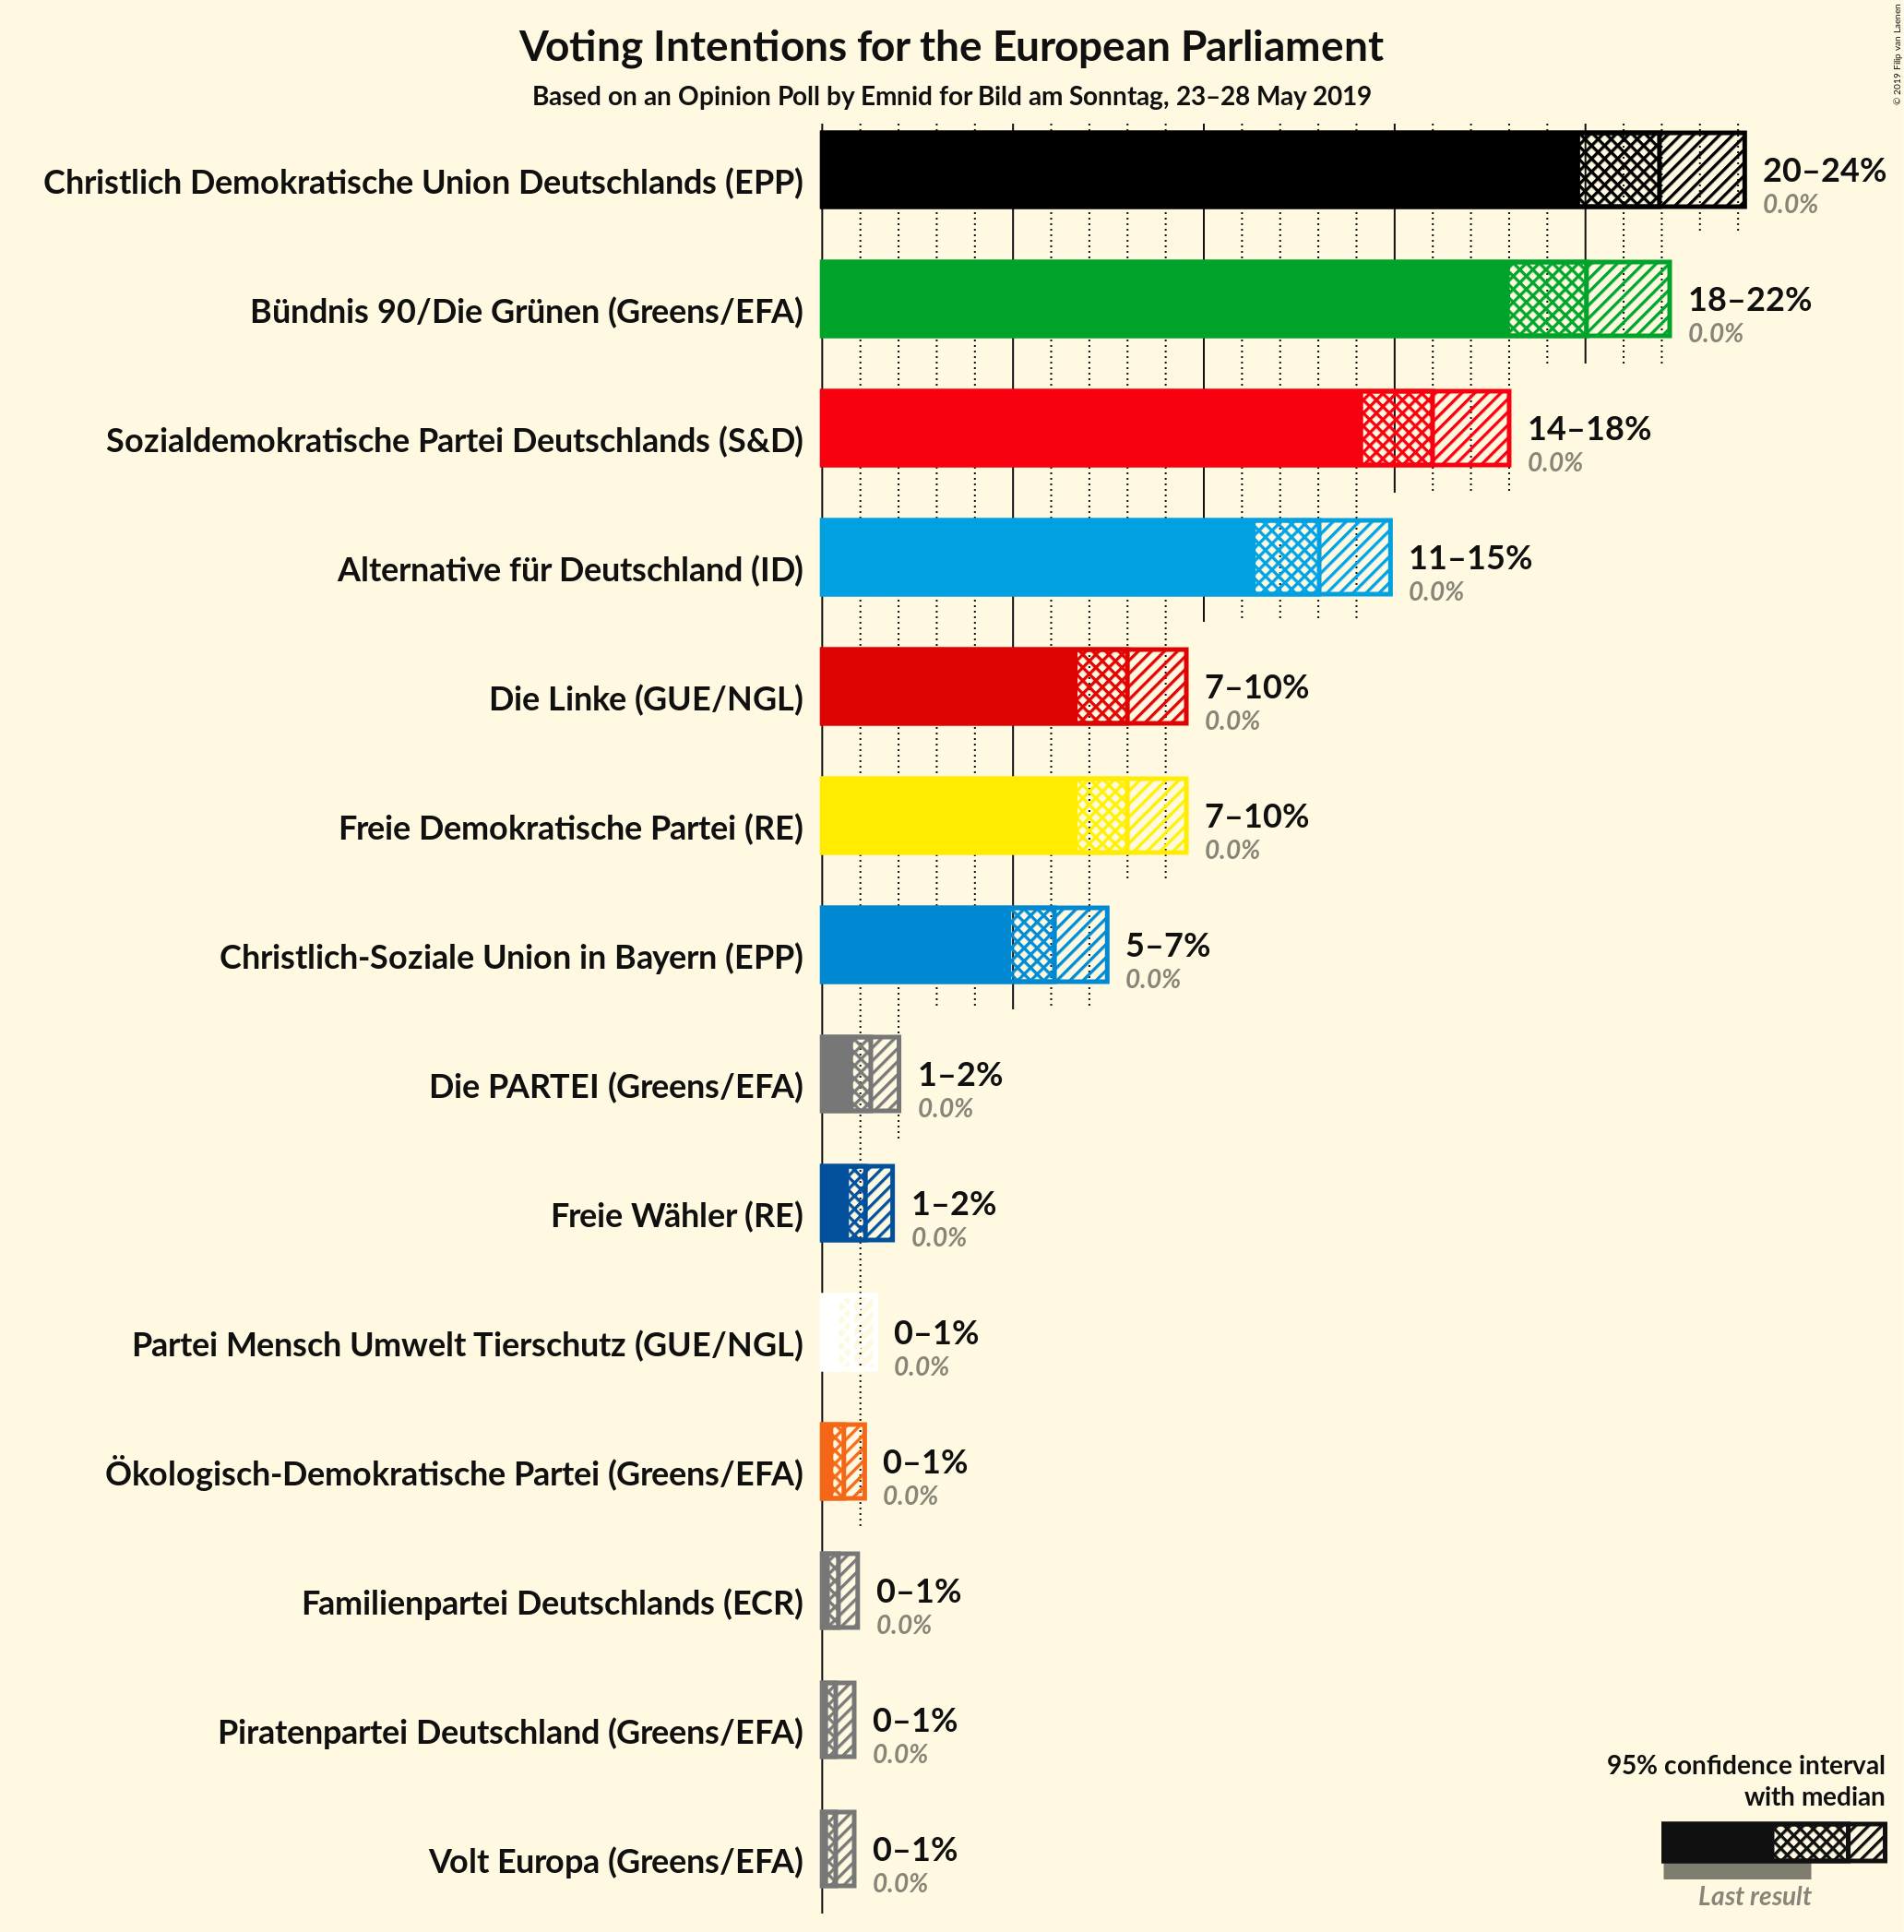 Voting Intentions for the European Parliament
Based on an Opinion Poll by Emnid for Bild am Sonntag, 23–28 May 2019
© 2019 Filip van Laenen
Christlich Demokratische Union Deutschlands (EPP)
20–24%
0.0%
Bündnis 90/Die Grünen (Greens/EFA)
18–22%
0.0%
Sozialdemokratische Partei Deutschlands (S&D)
14–18%
0.0%
Alternative für Deutschland (ID)
11–15%
0.0%
Die Linke (GUE/NGL)
7–10%
0.0%
Freie Demokratische Partei (RE)
7–10%
0.0%
Christlich-Soziale Union in Bayern (EPP)
5–7%
0.0%
Die PARTEI (Greens/EFA)
1–2%
0.0%
Freie Wähler (RE)
1–2%
0.0%
Partei Mensch Umwelt Tierschutz (GUE/NGL)
0–1%
0.0%
Ökologisch-Demokratische Partei (Greens/EFA)
0–1%
0.0%
Familienpartei Deutschlands (ECR)
0–1%
0.0%
Piratenpartei Deutschland (Greens/EFA)
0–1%
0.0%
Volt Europa (Greens/EFA)
0–1%
0.0%
95% confidence interval
with median
Last result